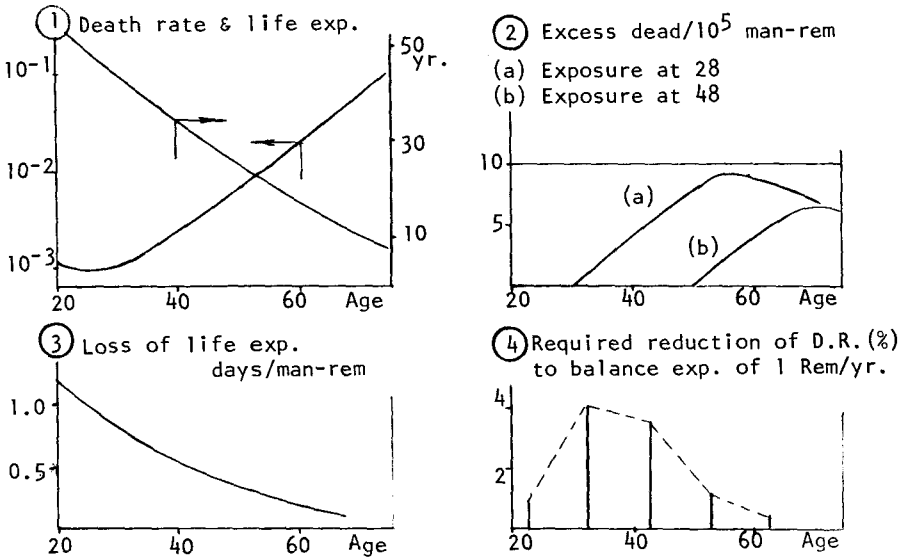 ① Death rate & life exp.
50
yr.
10⁻¹
30
10⁻²
10
10⁻³
20 40 60 Age
② Excess dead/10⁵ man-rem
(a) Exposure at 28
(b) Exposure at 48
10
(a)
5
(b)
20 40 60 Age
③ Loss of life exp.
days/man-rem
1.0
0.5
20 40 60 Age
④ Required reduction of D.R.(%)
to balance exp. of 1 Rem/yr.
4
2
20 40 60 Age